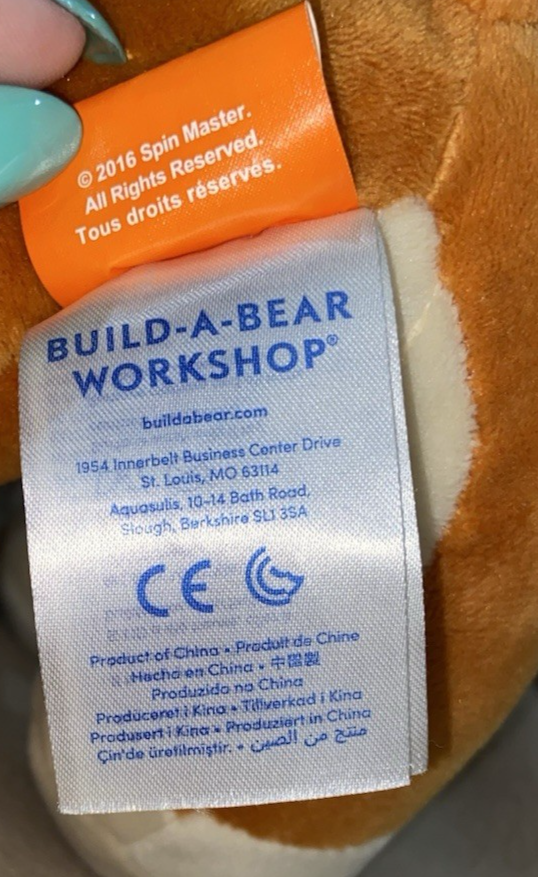 © 2016 Spin Master.
All Rights Reserved.
Tous droits réservés.
BUILD-A-BEAR
WORKSHOP®
buildabear.com
1954 Innerbelt Business Center Drive
St. Louis, MO 63114
Aquasulis, 10-14 Bath Road,
Slough, Berkshire SL1 3SA
CE
Product of China • Produit de Chine
Hecho en China • 中国製
Produzido na China
Produceret i Kina • Tillverkad i Kina
Produsert i Kina • Produziert in China
Çin'de üretilmiştir. • منتج من الصين